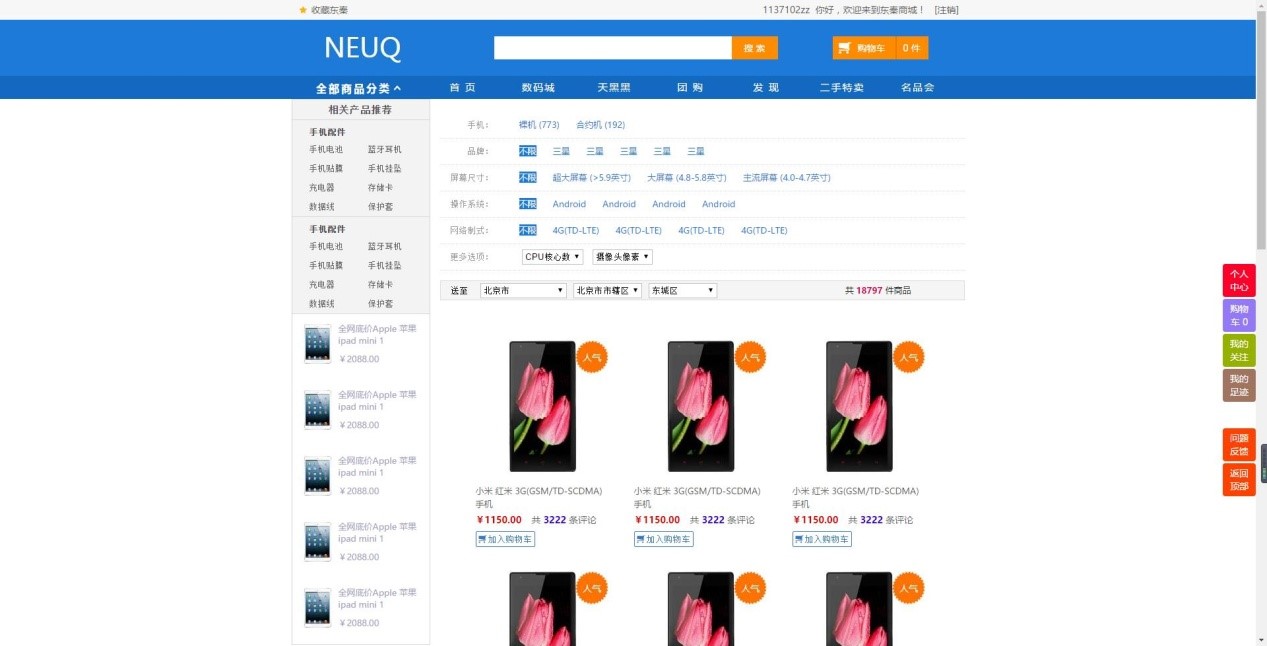 收藏东秦
1137102zz 你好，欢迎来到东秦商城！ [注销]
NEUQ
搜 索
购物车 0 件
全部商品分类 首 页 数码城 天黑黑 团 购 发 现 二手特卖 名品会
相关产品推荐
手机配件
手机电池 蓝牙耳机
手机贴膜 手机挂坠
充电器 存储卡
数据线 保护套
手机配件
手机电池 蓝牙耳机
手机贴膜 手机挂坠
充电器 存储卡
数据线 保护套
全网底价Apple 苹果
ipad mini 1
￥2088.00
全网底价Apple 苹果
ipad mini 1
￥2088.00
全网底价Apple 苹果
ipad mini 1
￥2088.00
全网底价Apple 苹果
ipad mini 1
￥2088.00
全网底价Apple 苹果
ipad mini 1
￥2088.00
手机： 裸机 (773) 合约机 (192)
品牌： 不限 三星 三星 三星 三星 三星
屏幕尺寸： 不限 超大屏幕 (>5.9英寸) 大屏幕 (4.8-5.8英寸) 主流屏幕 (4.0-4.7英寸)
操作系统： 不限 Android Android Android Android
网络制式： 不限 4G(TD-LTE) 4G(TD-LTE) 4G(TD-LTE) 4G(TD-LTE)
更多选项： CPU核心数 摄像头像素
送至 北京市 北京市市辖区 东城区 共 18797 件商品
人气 人气 人气
小米 红米 3G(GSM/TD-SCDMA) 小米 红米 3G(GSM/TD-SCDMA) 小米 红米 3G(GSM/TD-SCDMA)
手机 手机 手机
￥1150.00 共 3222 条评论 ￥1150.00 共 3222 条评论 ￥1150.00 共 3222 条评论
加入购物车 加入购物车 加入购物车
人气 人气 人气
个人
中心
购物
车 0
我的
关注
我的
足迹
问题
反馈
返回
顶部